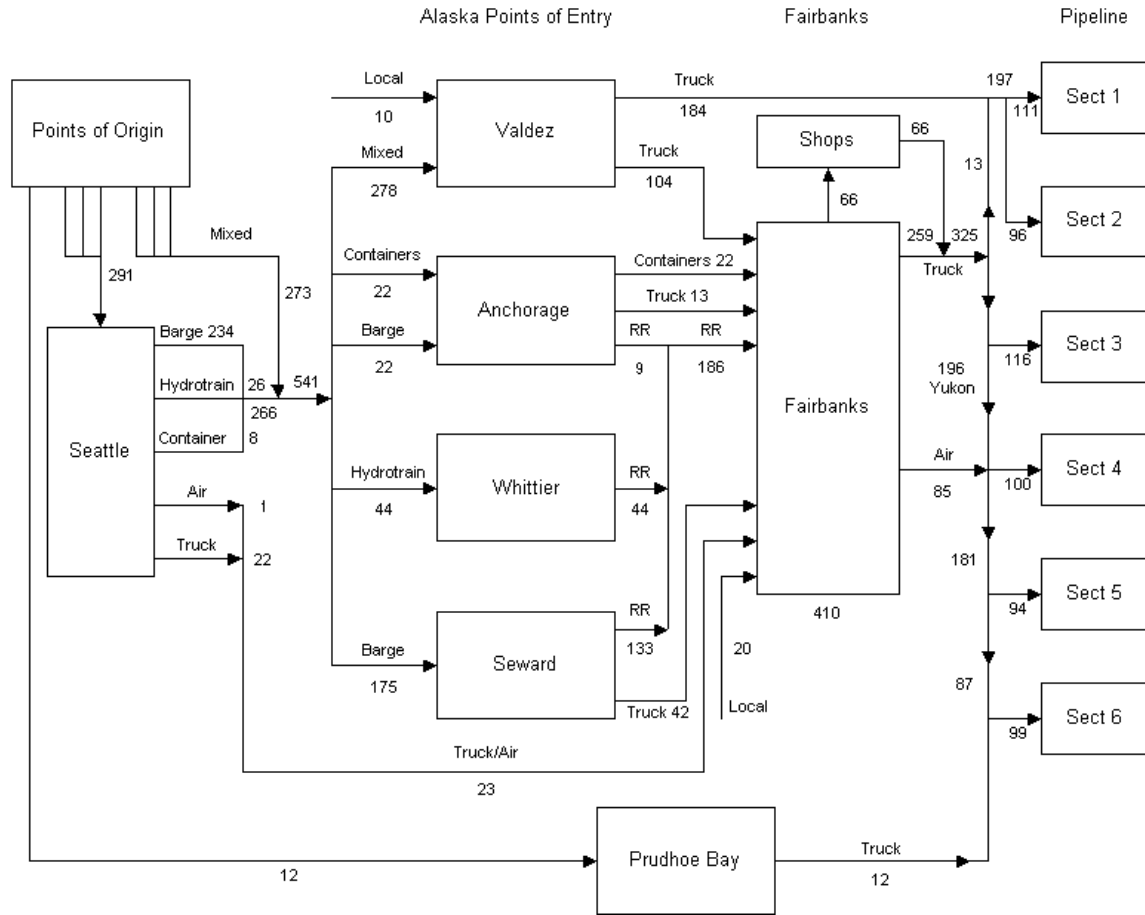 Alaska Points of Entry
Fairbanks
Pipeline
Points of Origin
Mixed
291
273
Seattle
Barge 234
Hydrotrain
26
541
266
Container
8
Air
1
Truck
22
Local
10
Mixed
278
Valdez
Truck
184
Truck
104
Containers
22
Barge
22
Anchorage
Containers 22
Truck 13
RR
9
RR
186
Hydrotrain
44
Whittier
RR
44
Barge
175
Seward
RR
133
Truck 42
Truck/Air
23
20
Local
Shops
66
66
Fairbanks
410
259
325
Truck
Air
85
197
111
13
96
116
196
Yukon
100
181
94
87
99
Sect 1
Sect 2
Sect 3
Sect 4
Sect 5
Sect 6
12
Prudhoe Bay
Truck
12